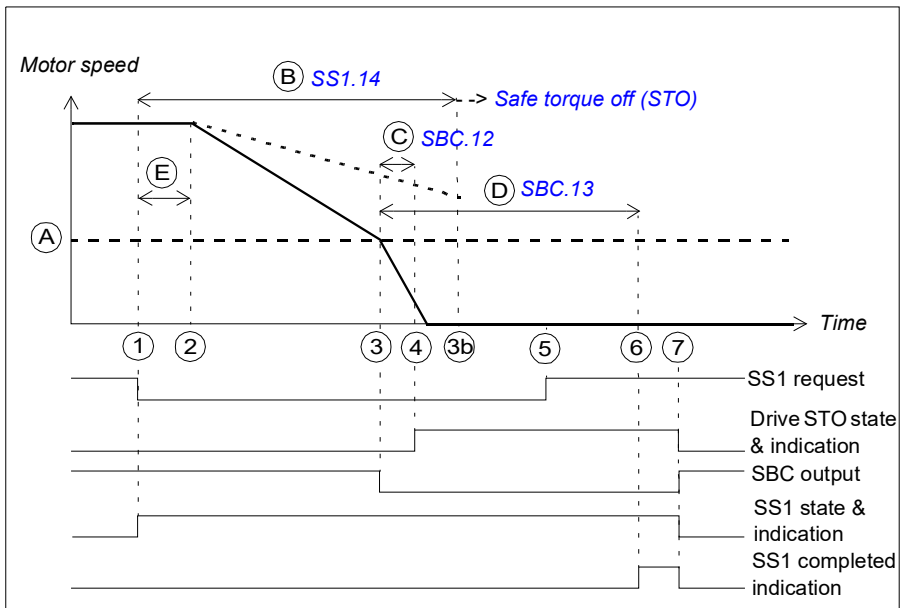 Motor speed
B SS1.14
Safe torque off (STO)
C SBC.12
E
D SBC.13
A
Time
1 2 3 4 3b 5 6 7
SS1 request
Drive STO state
& indication
SBC output
SS1 state &
indication
SS1 completed
indication